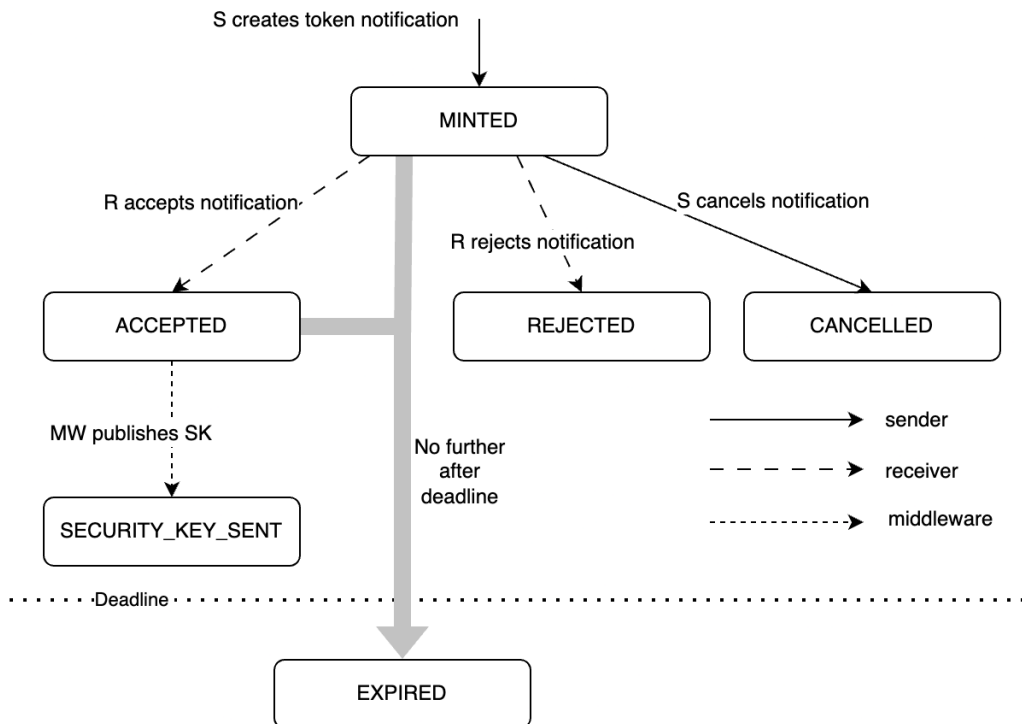 S creates token notification
MINTED
R accepts notification
S cancels notification
R rejects notification
ACCEPTED
REJECTED
CANCELLED
MW publishes SK
No further
after
deadline
sender
receiver
middleware
SECURITY_KEY_SENT
Deadline
EXPIRED